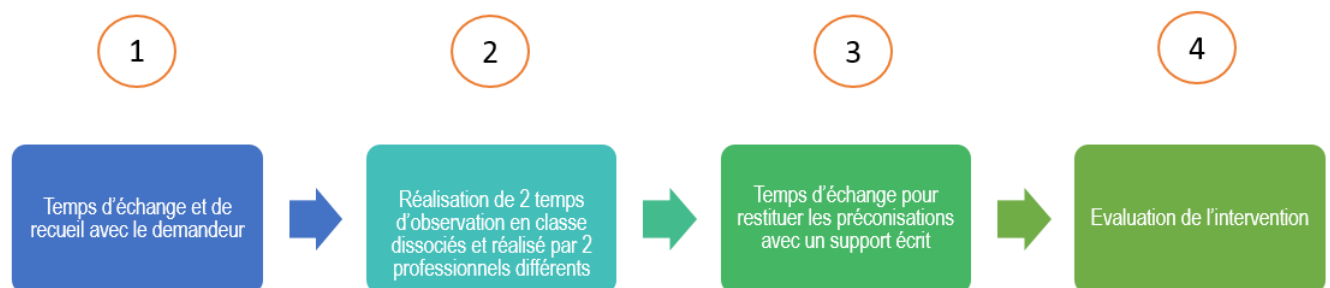 1
2
3
4
Temps d’échange et de
recueil avec le demandeur
Réalisation de 2 temps
d’observation en classe
dissociés et réalisé par 2
professionnels différents
Temps d’échange pour
restituer les préconisations
avec un support écrit
Evaluation de l’intervention